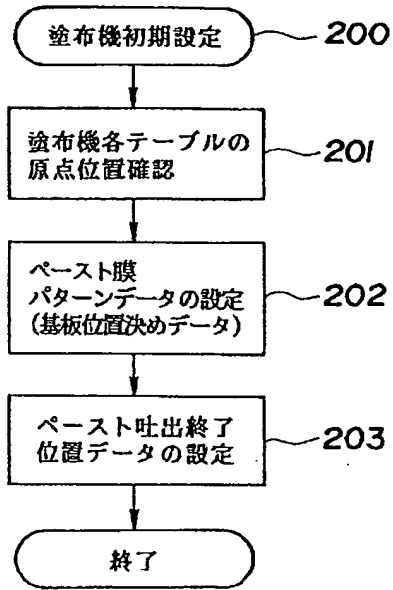 塗布機初期設定
200
塗布機各テーブルの
原点位置確認
201
ペースト膜
パターンデータの設定
(基板位置決めデータ)
202
ペースト吐出終了
位置データの設定
203
終了